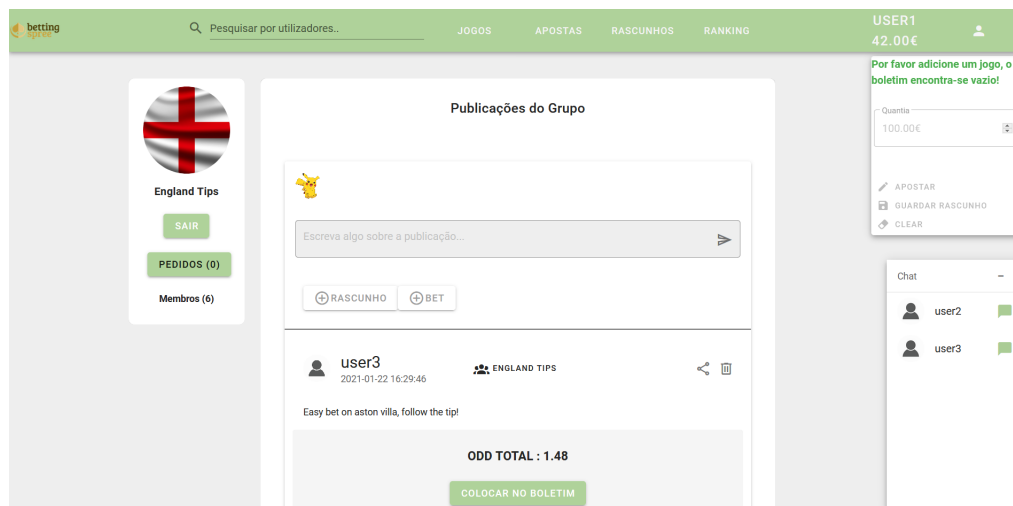 betting
spree
Pesquisar por utilizadores..
JOGOS
APOSTAS
RASCUNHOS
RANKING
USER1
42.00€
Por favor adicione um jogo, o
boletim encontra-se vazio!
Quantia
100.00€
APOSTAR
GUARDAR RASCUNHO
CLEAR
England Tips
SAIR
PEDIDOS (0)
Membros (6)
Publicações do Grupo
Escreva algo sobre a publicação...
RASCUNHO
BET
user3
2021-01-22 16:29:46
ENGLAND TIPS
Easy bet on aston villa, follow the tip!
ODD TOTAL : 1.48
COLOCAR NO BOLETIM
Chat
user2
user3